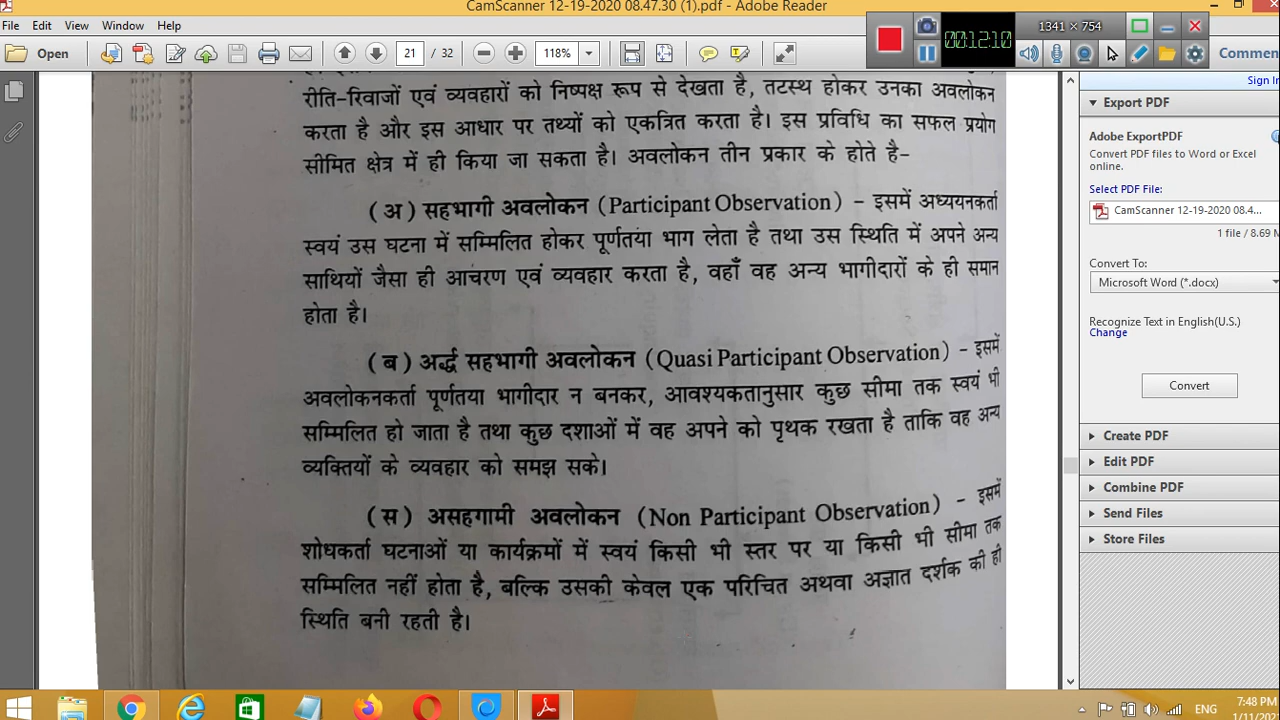 CamScanner 12-19-2020 08.47.30 (1).pdf - Adobe Reader
File Edit View Window Help
1341 × 754
00:12:10
Open
21 / 32
118%
Comment
Sign In
रीति-रिवाजों एवं व्यवहारों को निष्पक्ष रूप से देखता है, तटस्थ होकर उनका अवलोकन
करता है और इस आधार पर तथ्यों को एकत्रित करता है। इस प्रविधि का सफल प्रयोग
सीमित क्षेत्र में ही किया जा सकता है। अवलोकन तीन प्रकार के होते है-
(अ) सहभागी अवलोकन (Participant Observation) - इसमें अध्ययनकर्ता
स्वयं उस घटना में सम्मिलित होकर पूर्णतया भाग लेता है तथा उस स्थिति में अपने अन्य
साथियों जैसा ही आचरण एवं व्यवहार करता है, वहाँ वह अन्य भागीदारों के ही समान
होता है।
(ब) अर्द्ध सहभागी अवलोकन (Quasi Participant Observation) - इसमें
अवलोकनकर्ता पूर्णतया भागीदार न बनकर, आवश्यकतानुसार कुछ सीमा तक स्वयं भी
सम्मिलित हो जाता है तथा कुछ दशाओं में वह अपने को पृथक रखता है ताकि वह अन्य
व्यक्तियों के व्यवहार को समझ सके।
(स) असहगामी अवलोकन (Non Participant Observation) - इसमें
शोधकर्ता घटनाओं या कार्यक्रमों में स्वयं किसी भी स्तर पर या किसी भी सीमा तक
सम्मिलित नहीं होता है, बल्कि उसकी केवल एक परिचित अथवा अज्ञात दर्शक की ही
स्थिति बनी रहती है।
Export PDF
Adobe ExportPDF
Convert PDF files to Word or Excel
online.
Select PDF File:
CamScanner 12-19-2020 08.4...
1 file / 8.69 M
Convert To:
Microsoft Word (*.docx)
Recognize Text in English(U.S.)
Change
Convert
Create PDF
Edit PDF
Combine PDF
Send Files
Store Files
ENG
7:48 PM